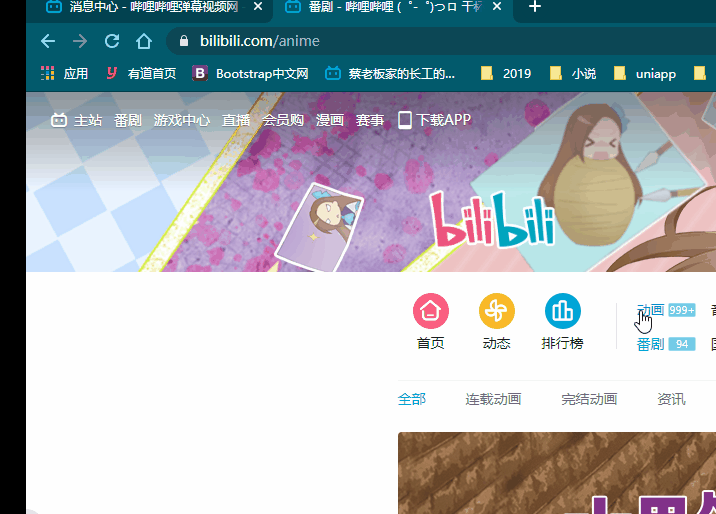 消息中心 - 哔哩哔哩弹幕视频网
番剧 - 哔哩哔哩 ( ゜- ゜)つロ 干杯
bilibili.com/anime
应用 有道首页 Bootstrap中文网 蔡老板家的长工的... 2019 小说 uniapp
主站 番剧 游戏中心 直播 会员购 漫画 赛事 下载APP
bilibili
动画 999+
首页 动态 排行榜 番剧 94
全部 连载动画 完结动画 资讯